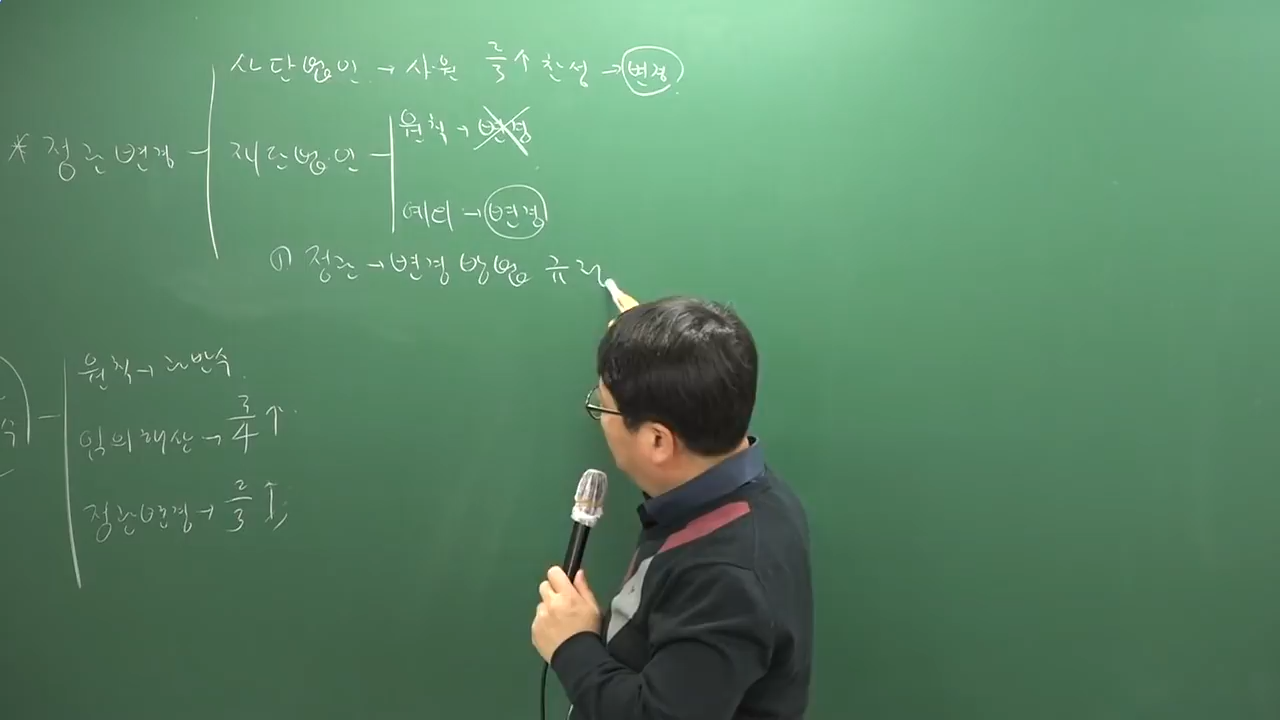 사단법인 → 사원 2/3↑ 찬성 → 변경
* 정관변경
재단법인
원칙 → 변경
예외 → 변경
① 정관 → 변경 방법 규정
원칙 → 과반수
임의해산 → 3/4↑
정관변경 → 2/3↑